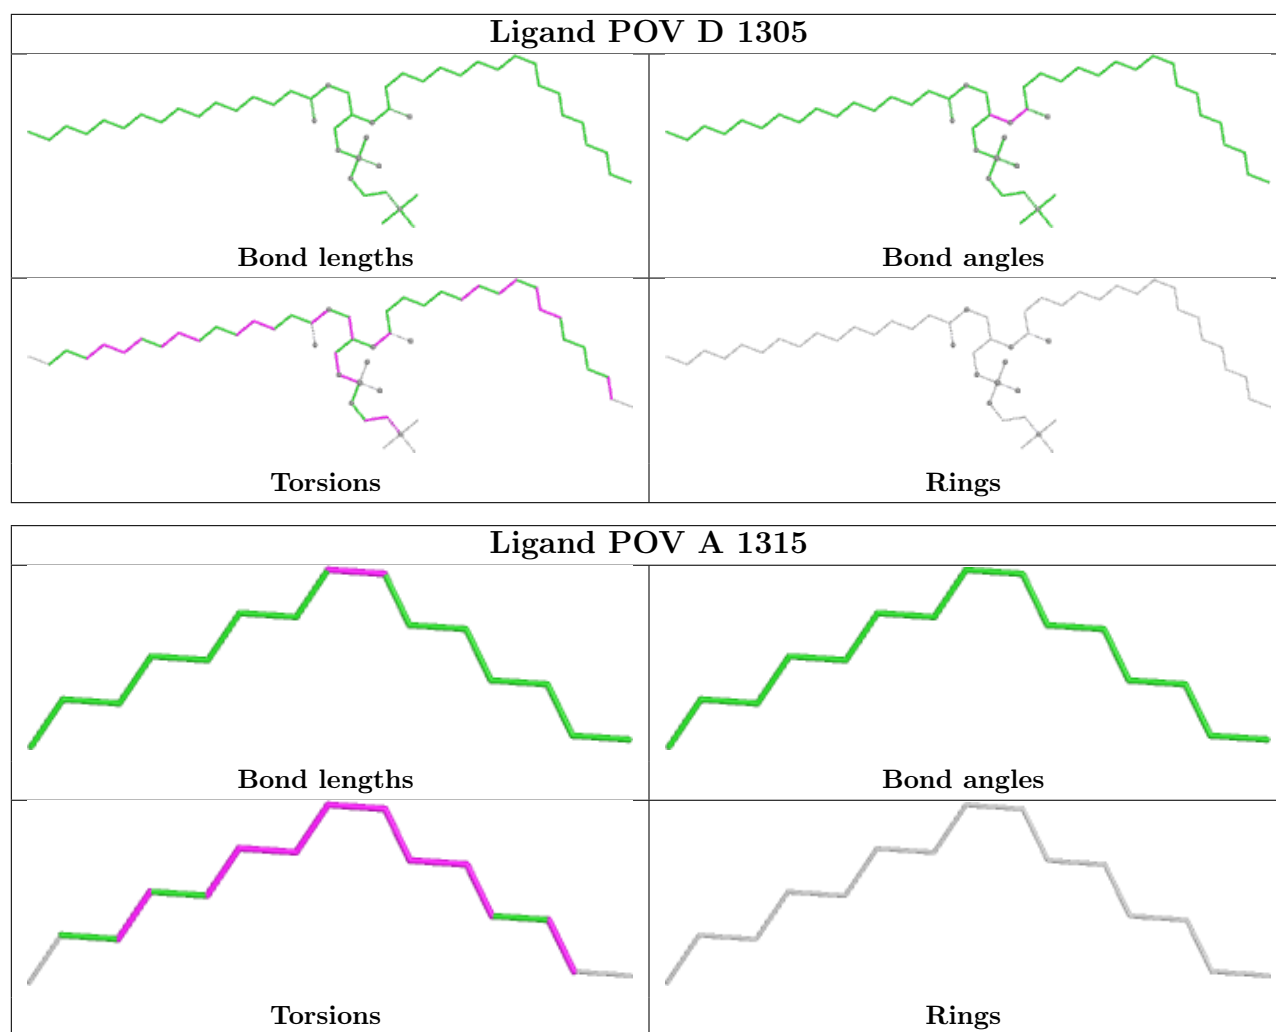 Ligand POV D 1305
Bond lengths
Bond angles
Torsions
Rings
Ligand POV A 1315
Bond lengths
Bond angles
Torsions
Rings